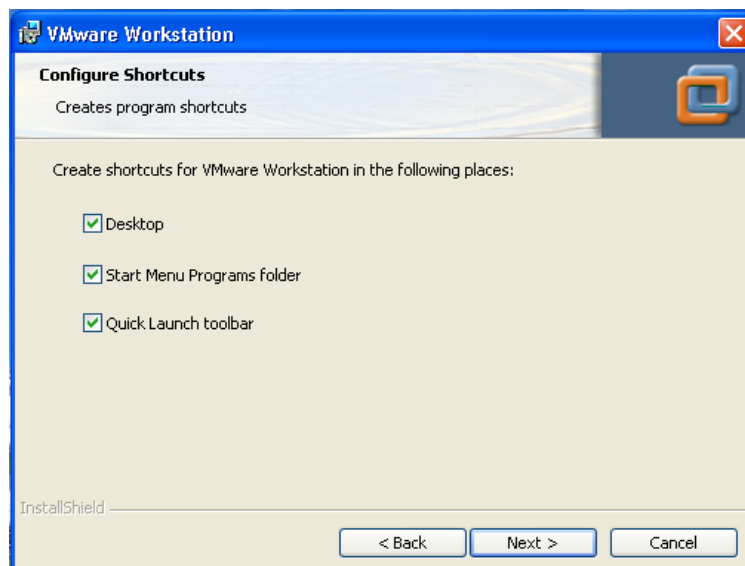 VMware Workstation
Configure Shortcuts
Creates program shortcuts
Create shortcuts for VMware Workstation in the following places:
Desktop
Start Menu Programs folder
Quick Launch toolbar
InstallShield
< Back Next > Cancel